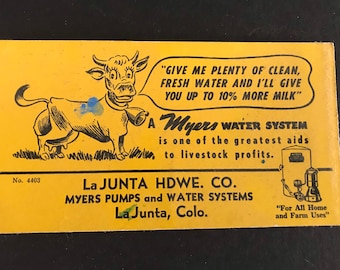 "GIVE ME PLENTY OF CLEAN,
FRESH WATER AND I'LL GIVE
YOU UP TO 10% MORE MILK"
A Myers WATER SYSTEM
is one of the greatest aids
to livestock profits.
No. 4403
La JUNTA HDWE. CO.
MYERS PUMPS and WATER SYSTEMS
La Junta, Colo.
"For All Home
and Farm Uses"